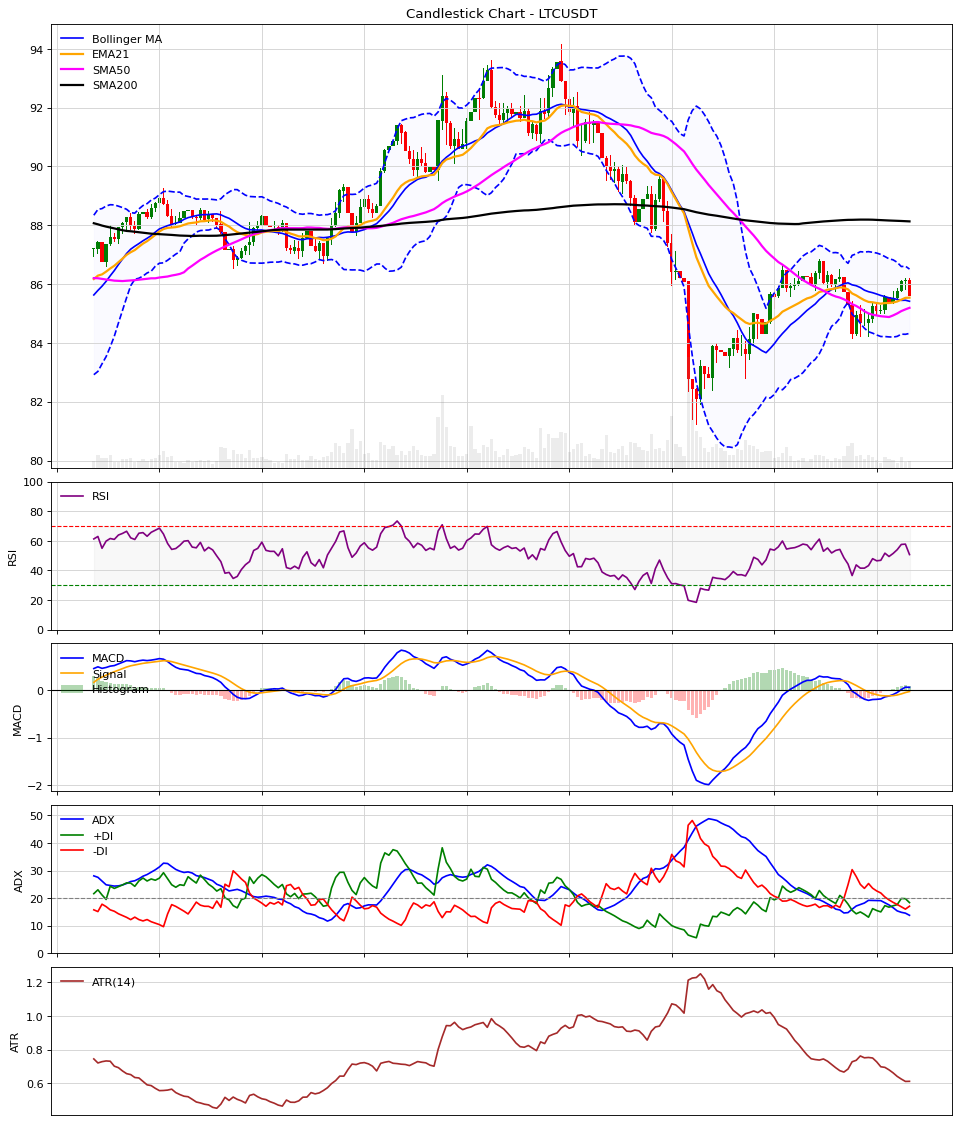 Candlestick Chart - LTCUSDT
Bollinger MA
EMA21
SMA50
SMA200
94
92
90
88
86
84
82
80
RSI
100
80
60
40
20
0
RSI
MACD
Signal
Histogram
0
−1
−2
MACD
ADX
+DI
-DI
50
40
30
20
10
0
ADX
ATR(14)
1.2
1.0
0.8
0.6
ATR